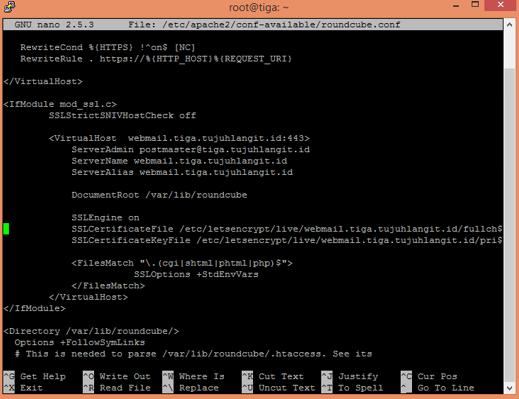 root@tiga: ~
GNU nano 2.5.3 File: /etc/apache2/conf-available/roundcube.conf
RewriteCond %{HTTPS} !^on$ [NC]
RewriteRule . https://%{HTTP_HOST}%{REQUEST_URI}
</VirtualHost>
<IfModule mod_ssl.c>
SSLStrictSNIVHostCheck off
<VirtualHost webmail.tiga.tujuhlangit.id:443>
ServerAdmin postmaster@tiga.tujuhlangit.id
ServerName webmail.tiga.tujuhlangit.id
ServerAlias webmail.tiga.tujuhlangit.id
DocumentRoot /var/lib/roundcube
SSLEngine on
SSLCertificateFile /etc/letsencrypt/live/webmail.tiga.tujuhlangit.id/fullch$
SSLCertificateKeyFile /etc/letsencrypt/live/webmail.tiga.tujuhlangit.id/pri$
<FilesMatch "\.(cgi|shtml|phtml|php)$">
SSLOptions +StdEnvVars
</FilesMatch>
</VirtualHost>
</IfModule>
<Directory /var/lib/roundcube/>
Options +FollowSymLinks
# This is needed to parse /var/lib/roundcube/.htaccess. See its
^G Get Help ^O Write Out ^W Where Is ^K Cut Text ^J Justify ^C Cur Pos
^X Exit ^R Read File ^\ Replace ^U Uncut Text ^T To Spell ^_ Go To Line